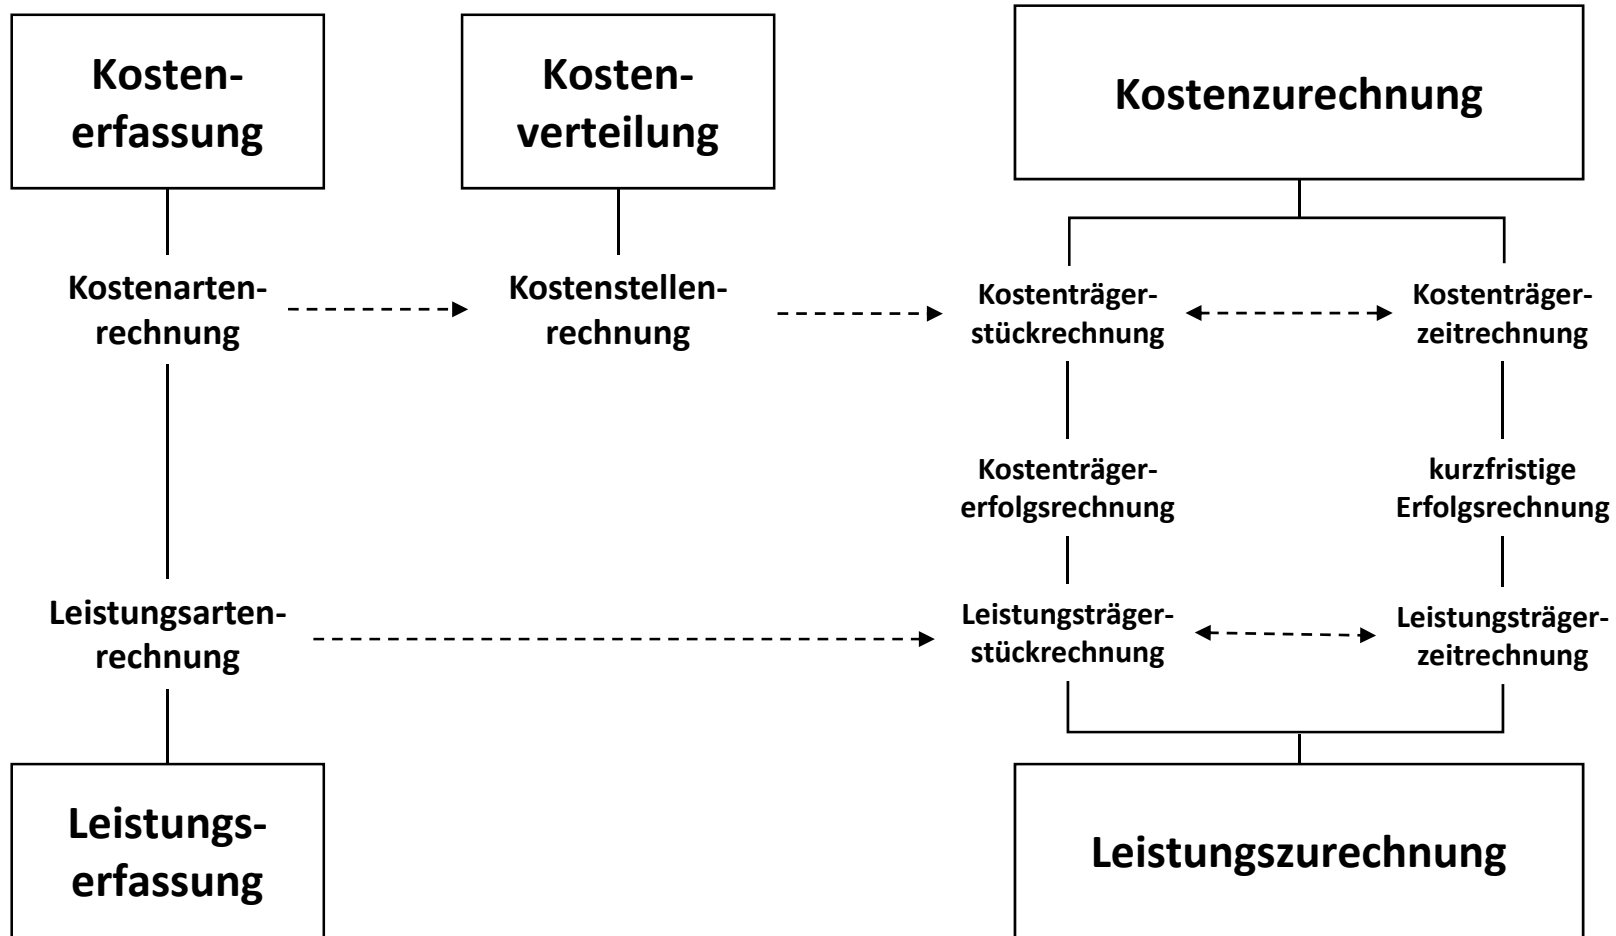 Kosten-
erfassung
Kosten-
verteilung
Kostenzurechnung
Kostenarten-
rechnung
Kostenstellen-
rechnung
Kostenträger-
stückrechnung
Kostenträger-
zeitrechnung
Kostenträger-
erfolgsrechnung
kurzfristige
Erfolgsrechnung
Leistungsarten-
rechnung
Leistungsträger-
stückrechnung
Leistungsträger-
zeitrechnung
Leistungs-
erfassung
Leistungszurechnung